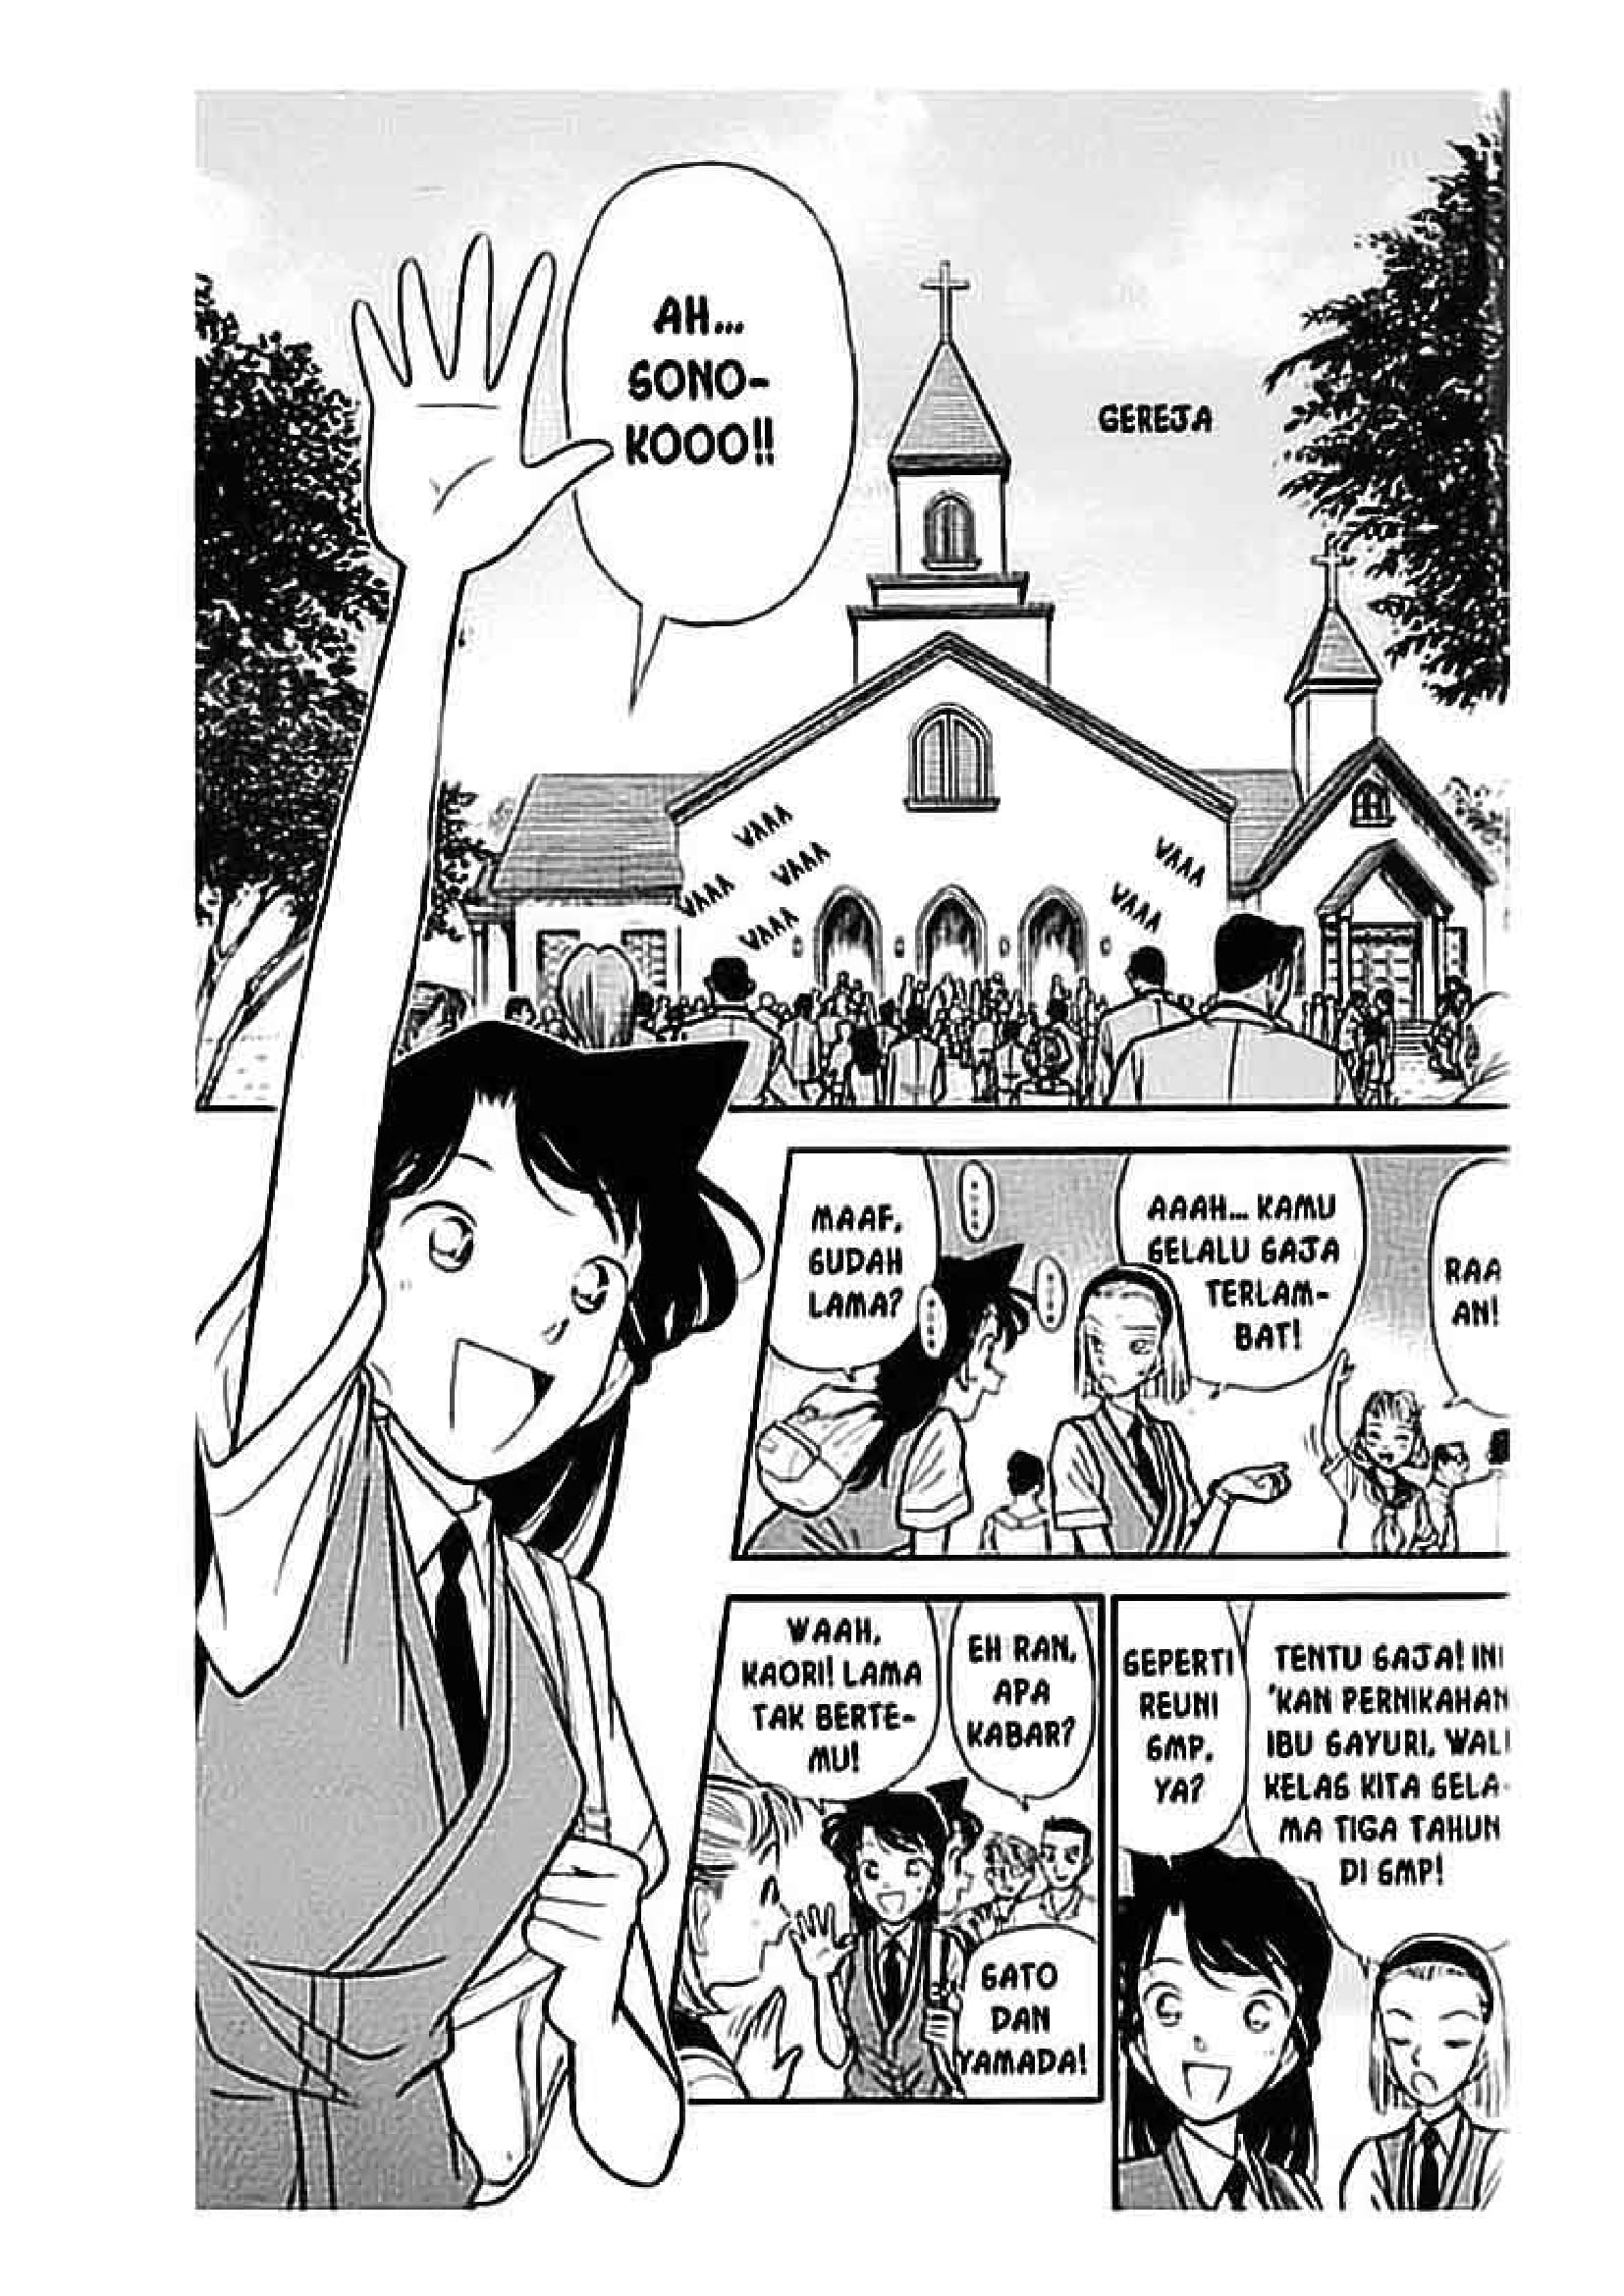 GEREJA
AH...
SONO-
KOOO!!
WAAA
WAAA
WAAA
WAAA
WAAA
WAAA
RAA
AN!
AAAH... KAMU
SELALU SAJA
TERLAM-
BAT!
MAAF,
SUDAH
LAMA?
TENTU SAJA! INI
'KAN PERNIKAHAN
IBU SAYURI, WALI
KELAS KITA SELA-
MA TIGA TAHUN
DI SMP!
SEPERTI
REUNI
SMP,
YA?
EH RAN,
APA
KABAR?
WAAH,
KAORI! LAMA
TAK BERTE-
MU!
SATO
DAN
YAMADA!